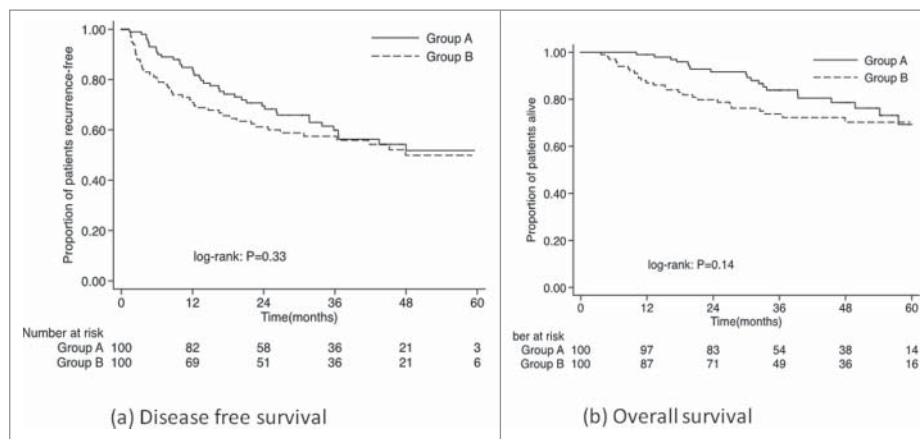 Group A
Group B
Proportion of patients recurrence-free
1.00
0.80
0.60
0.40
0.20
0.00
log-rank: P=0.33
0 12 24 36 48 60
Time(months)
Number at risk
Group A 100 82 58 36 21 3
Group B 100 69 51 36 21 6
(a) Disease free survival
Group A
Group B
Proportion of patients alive
1.00
0.80
0.60
0.40
0.20
0.00
log-rank: P=0.14
0 12 24 36 48 60
Time(months)
ber at risk
Group A 100 97 83 54 38 14
Group B 100 87 71 49 36 16
(b) Overall survival